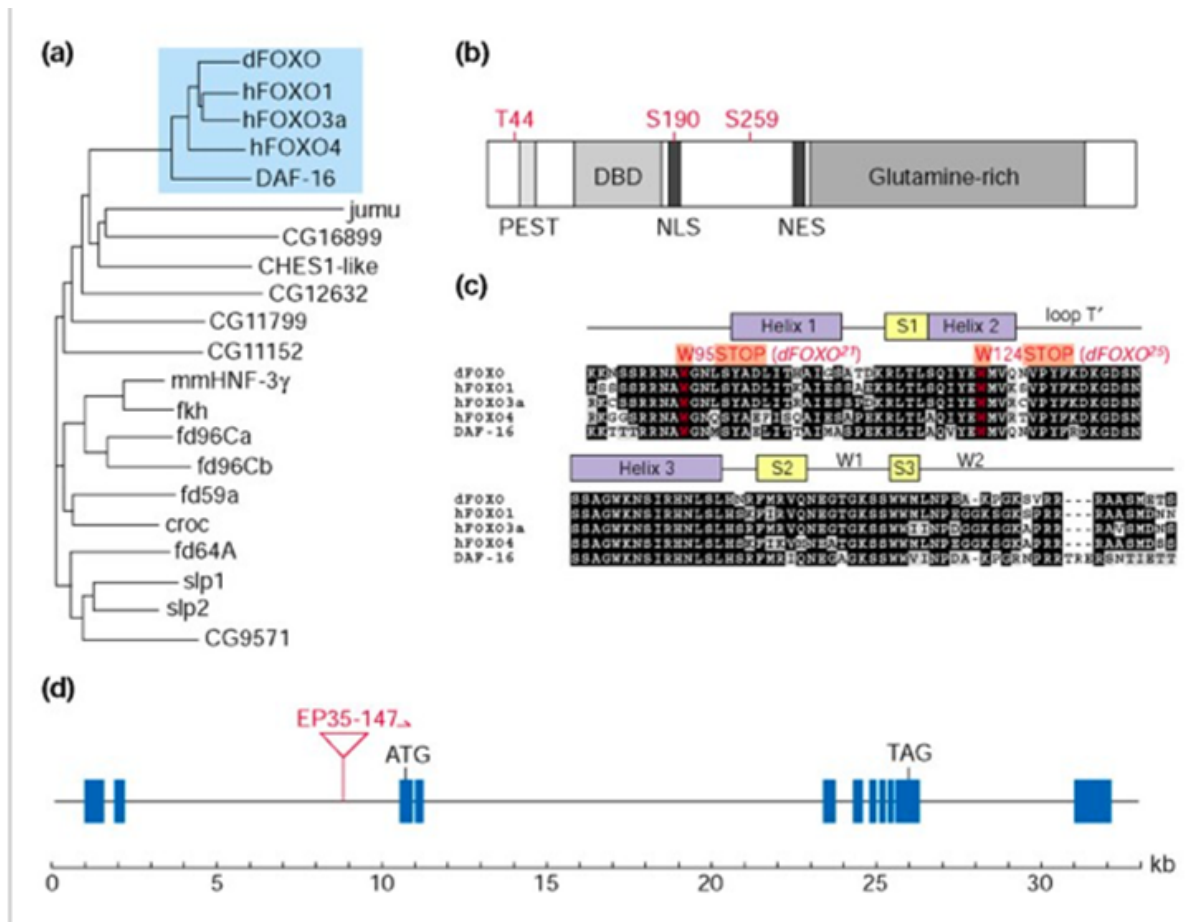 (a)
dFOXO
hFOXO1
hFOXO3a
hFOXO4
DAF-16
jumu
CG16899
CHES1-like
CG12632
CG11799
CG11152
mmHNF-3γ
fkh
fd96Ca
fd96Cb
fd59a
croc
fd64A
slp1
slp2
CG9571
(b)
T44 S190 S259
DBD Glutamine-rich
PEST NLS NES
(c)
Helix 1 S1 Helix 2 loop T′
W95STOP (dFOXO²¹) W124STOP (dFOXO²⁵)
dFOXO
hFOXO1
hFOXO3a
hFOXO4
DAF-16
Helix 3 S2 W1 S3 W2
dFOXO
hFOXO1
hFOXO3a
hFOXO4
DAF-16
(d)
EP35-147
ATG TAG
0 5 10 15 20 25 30 kb